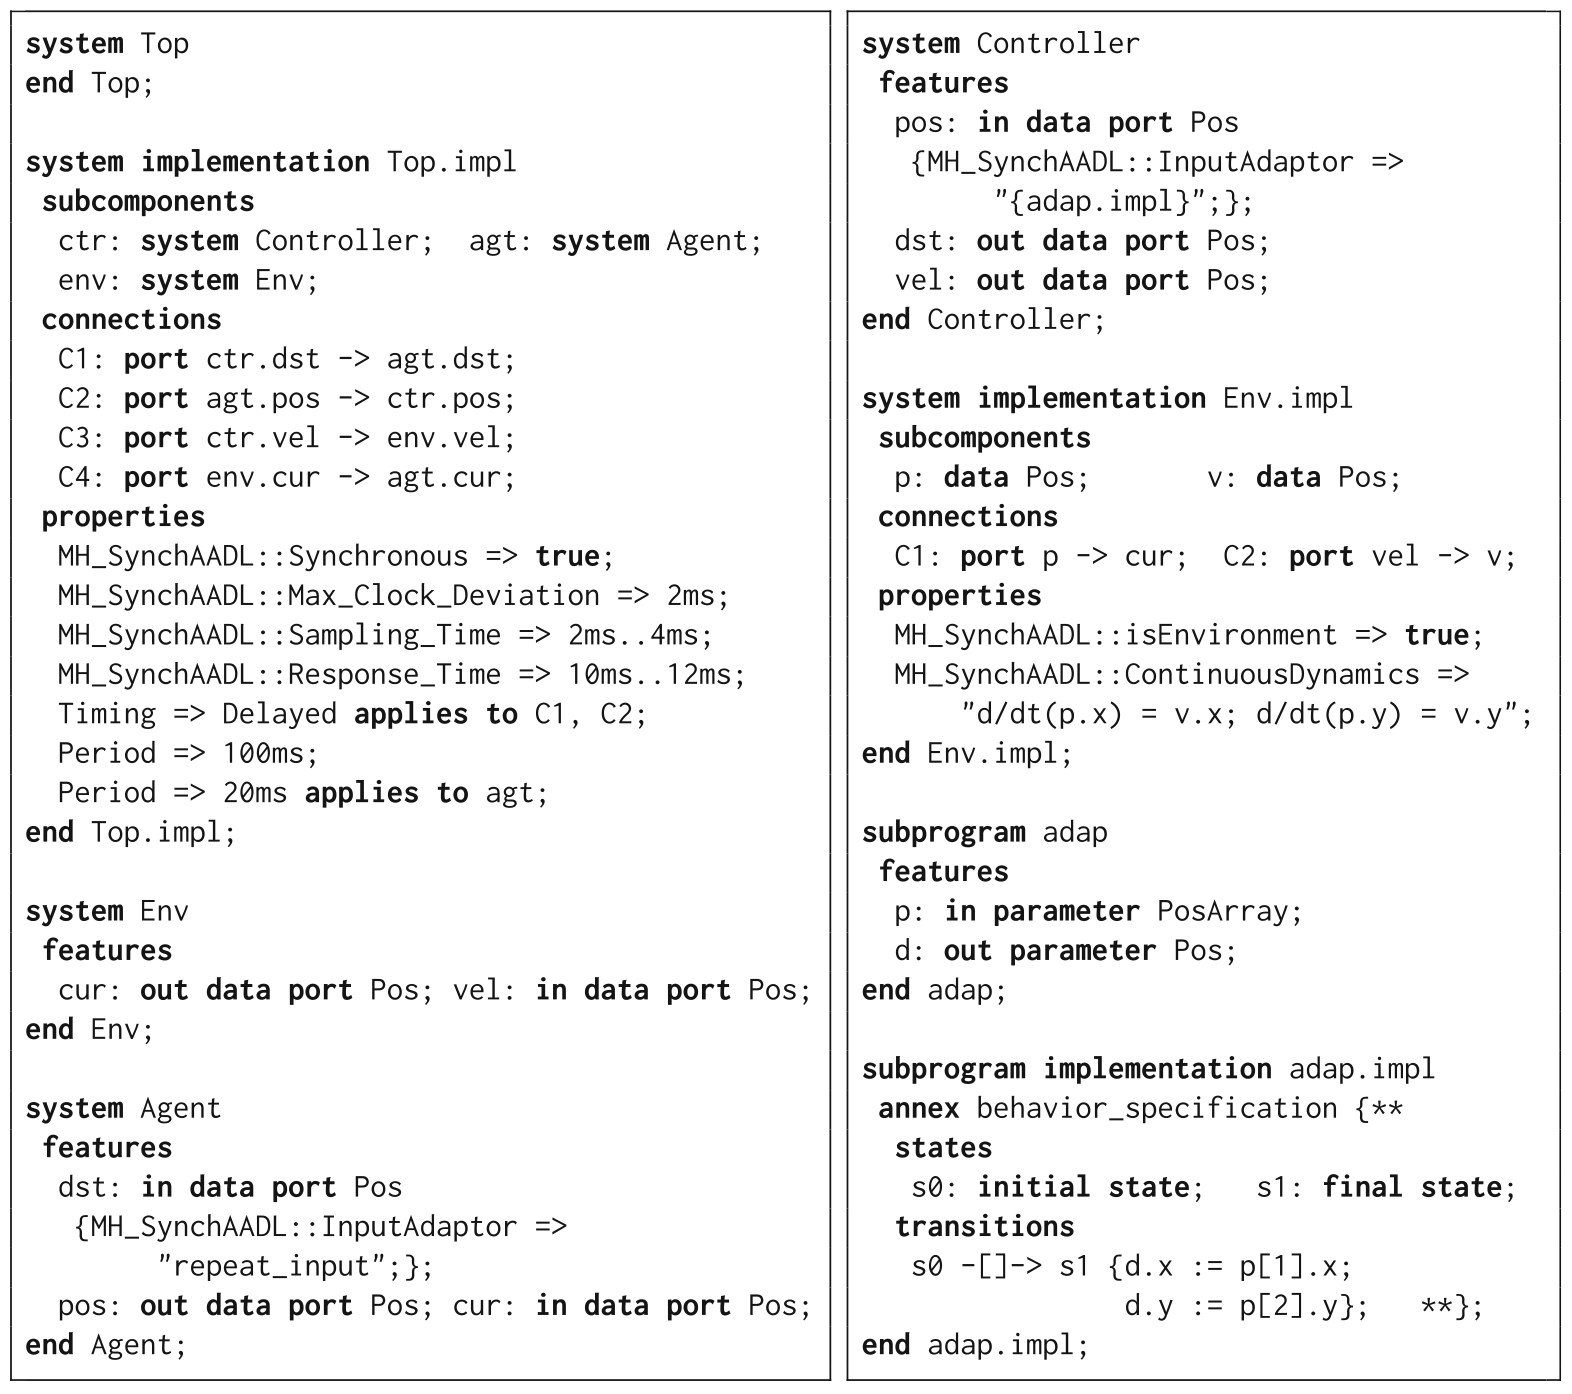 system Top
end Top;
system implementation Top.impl
subcomponents
ctr: system Controller;  agt: system Agent;
env: system Env;
connections
C1: port ctr.dst -> agt.dst;
C2: port agt.pos -> ctr.pos;
C3: port ctr.vel -> env.vel;
C4: port env.cur -> agt.cur;
properties
MH_SynchAADL::Synchronous => true;
MH_SynchAADL::Max_Clock_Deviation => 2ms;
MH_SynchAADL::Sampling_Time => 2ms..4ms;
MH_SynchAADL::Response_Time => 10ms..12ms;
Timing => Delayed applies to C1, C2;
Period => 100ms;
Period => 20ms applies to agt;
end Top.impl;
system Env
features
cur: out data port Pos; vel: in data port Pos;
end Env;
system Agent
features
dst: in data port Pos
{MH_SynchAADL::InputAdaptor =>
"repeat_input";};
pos: out data port Pos; cur: in data port Pos;
end Agent;
system Controller
features
pos: in data port Pos
{MH_SynchAADL::InputAdaptor =>
"{adap.impl}";};
dst: out data port Pos;
vel: out data port Pos;
end Controller;
system implementation Env.impl
subcomponents
p: data Pos;       v: data Pos;
connections
C1: port p -> cur;  C2: port vel -> v;
properties
MH_SynchAADL::isEnvironment => true;
MH_SynchAADL::ContinuousDynamics =>
"d/dt(p.x) = v.x; d/dt(p.y) = v.y";
end Env.impl;
subprogram adap
features
p: in parameter PosArray;
d: out parameter Pos;
end adap;
subprogram implementation adap.impl
annex behavior_specification {**
states
s0: initial state;   s1: final state;
transitions
s0 -[]-> s1 {d.x := p[1].x;
d.y := p[2].y};   **};
end adap.impl;